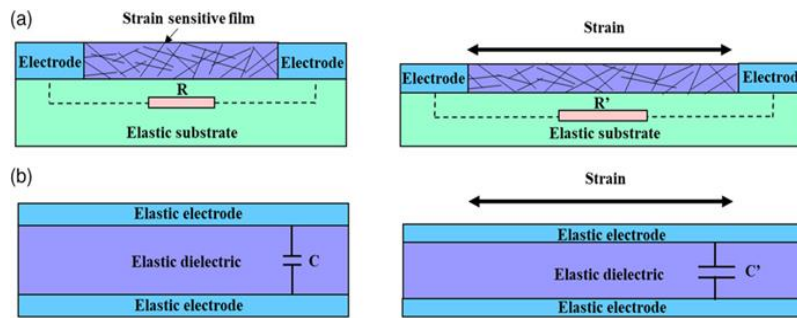 (a)
Strain sensitive film
Electrode
Electrode
R
Elastic substrate
Strain
Electrode
Electrode
R’
Elastic substrate
(b)
Elastic electrode
Elastic dielectric
C
Elastic electrode
Strain
Elastic electrode
Elastic dielectric
C’
Elastic electrode